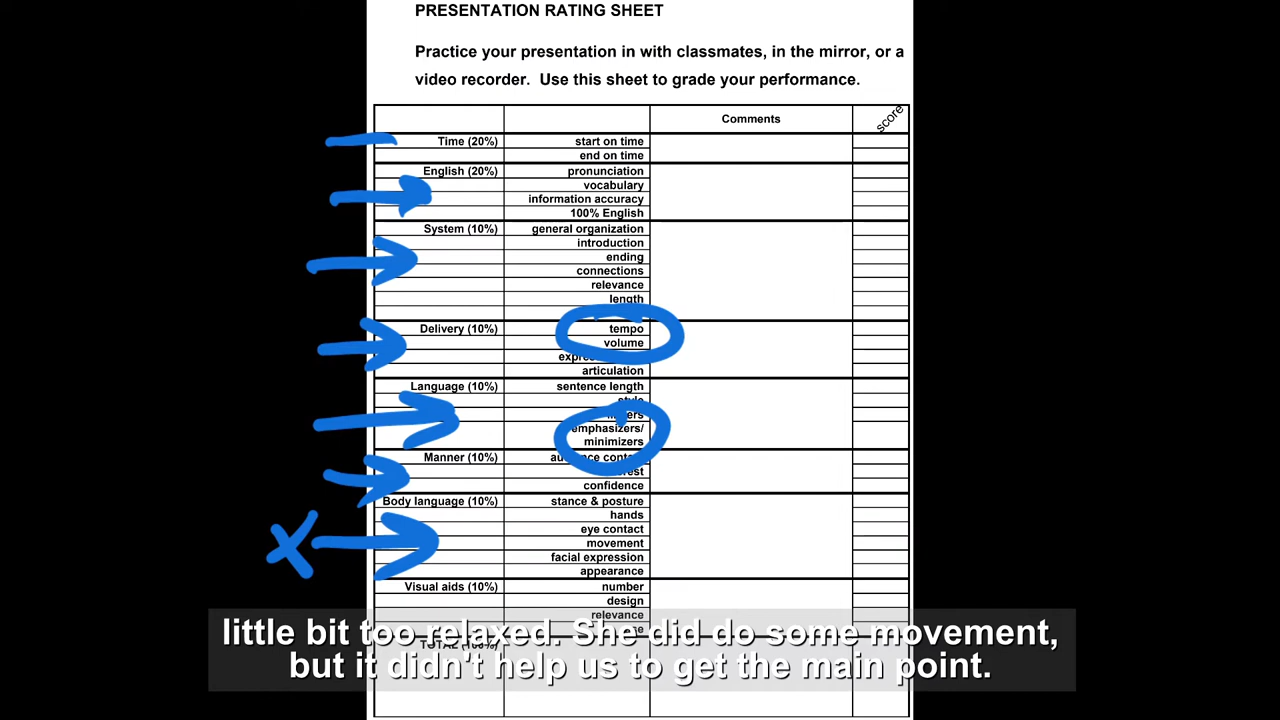 PRESENTATION RATING SHEET
Practice your presentation in with classmates, in the mirror, or a
video recorder. Use this sheet to grade your performance.
Comments score
Time (20%) start on time
end on time
English (20%) pronunciation
vocabulary
information accuracy
100% English
System (10%) general organization
introduction
ending
connections
relevance
length
Delivery (10%) tempo
volume
articulation
Language (10%) sentence length
style
emphasizers/
minimizers
Manner (10%)
confidence
Body language (10%) stance & posture
hands
eye contact
movement
facial expression
appearance
Visual aids (10%) number
design
relevance
TOTAL (100%)
little bit too relaxed. She did do some movement,
but it didn't help us to get the main point.